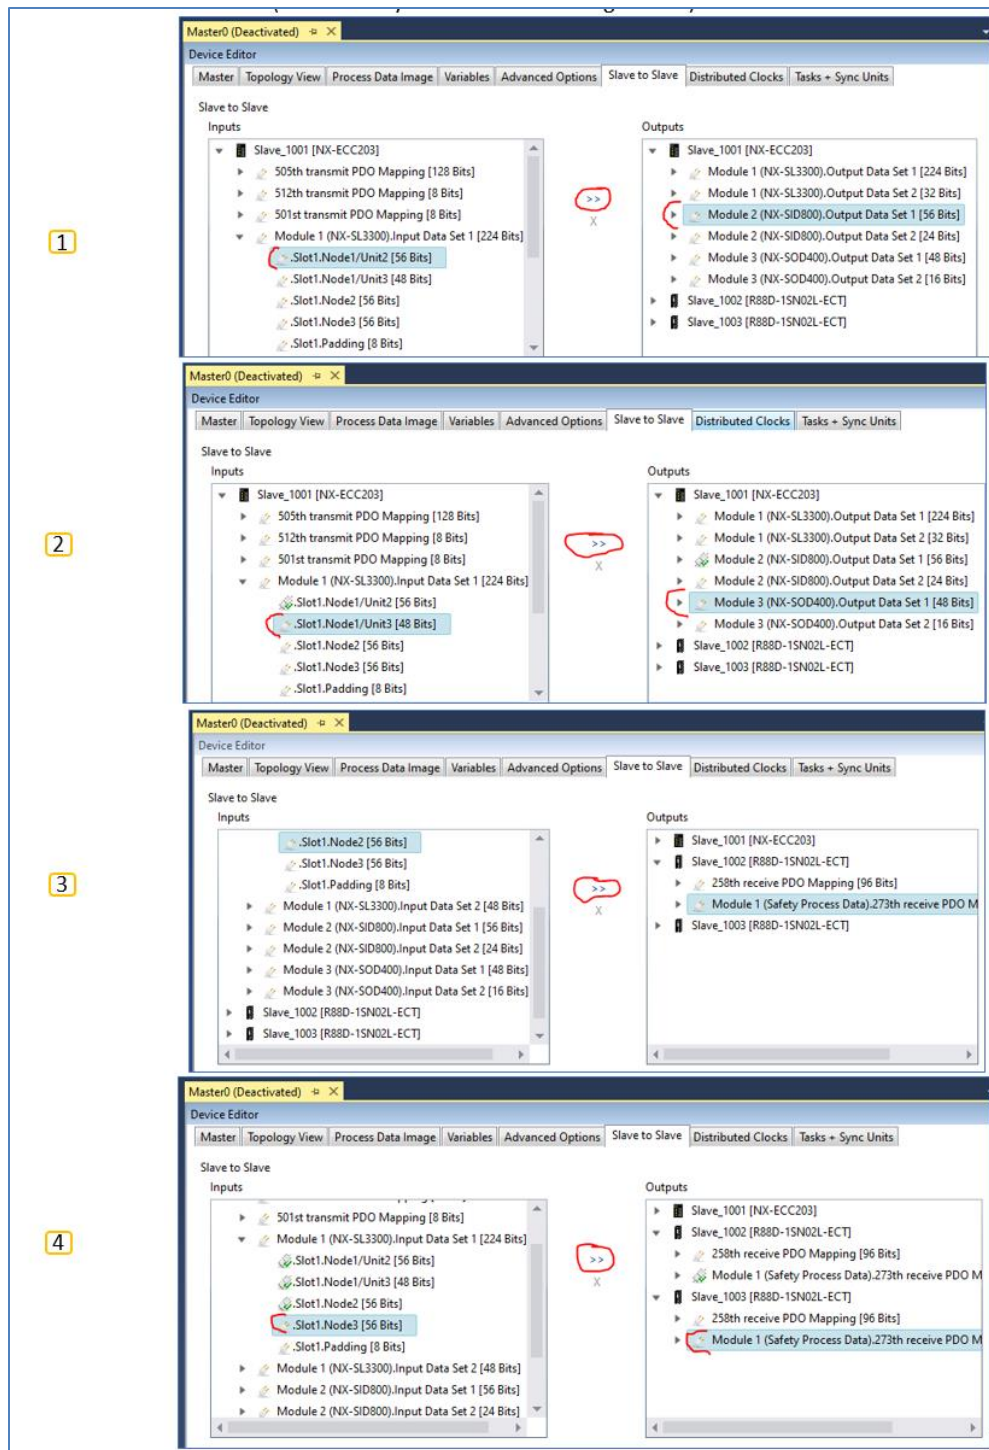 Master0 (Deactivated)
Device Editor
Master Topology View Process Data Image Variables Advanced Options Slave to Slave Distributed Clocks Tasks + Sync Units
Slave to Slave
Inputs
Outputs
1
Slave_1001 [NX-ECC203]
505th transmit PDO Mapping [128 Bits]
512th transmit PDO Mapping [8 Bits]
501st transmit PDO Mapping [8 Bits]
Module 1 (NX-SL3300).Input Data Set 1 [224 Bits]
.Slot1.Node1/Unit2 [56 Bits]
.Slot1.Node1/Unit3 [48 Bits]
.Slot1.Node2 [56 Bits]
.Slot1.Node3 [56 Bits]
.Slot1.Padding [8 Bits]
>>
X
Slave_1001 [NX-ECC203]
Module 1 (NX-SL3300).Output Data Set 1 [224 Bits]
Module 1 (NX-SL3300).Output Data Set 2 [32 Bits]
Module 2 (NX-SID800).Output Data Set 1 [56 Bits]
Module 2 (NX-SID800).Output Data Set 2 [24 Bits]
Module 3 (NX-SOD400).Output Data Set 1 [48 Bits]
Module 3 (NX-SOD400).Output Data Set 2 [16 Bits]
Slave_1002 [R88D-1SN02L-ECT]
Slave_1003 [R88D-1SN02L-ECT]
Master0 (Deactivated)
Device Editor
Master Topology View Process Data Image Variables Advanced Options Slave to Slave Distributed Clocks Tasks + Sync Units
Slave to Slave
Inputs
Outputs
2
Slave_1001 [NX-ECC203]
505th transmit PDO Mapping [128 Bits]
512th transmit PDO Mapping [8 Bits]
501st transmit PDO Mapping [8 Bits]
Module 1 (NX-SL3300).Input Data Set 1 [224 Bits]
.Slot1.Node1/Unit2 [56 Bits]
.Slot1.Node1/Unit3 [48 Bits]
.Slot1.Node2 [56 Bits]
.Slot1.Node3 [56 Bits]
.Slot1.Padding [8 Bits]
>>
X
Slave_1001 [NX-ECC203]
Module 1 (NX-SL3300).Output Data Set 1 [224 Bits]
Module 1 (NX-SL3300).Output Data Set 2 [32 Bits]
Module 2 (NX-SID800).Output Data Set 1 [56 Bits]
Module 2 (NX-SID800).Output Data Set 2 [24 Bits]
Module 3 (NX-SOD400).Output Data Set 1 [48 Bits]
Module 3 (NX-SOD400).Output Data Set 2 [16 Bits]
Slave_1002 [R88D-1SN02L-ECT]
Slave_1003 [R88D-1SN02L-ECT]
Master0 (Deactivated)
Device Editor
Master Topology View Process Data Image Variables Advanced Options Slave to Slave Distributed Clocks Tasks + Sync Units
Slave to Slave
Inputs
Outputs
3
.Slot1.Node2 [56 Bits]
.Slot1.Node3 [56 Bits]
.Slot1.Padding [8 Bits]
Module 1 (NX-SL3300).Input Data Set 2 [48 Bits]
Module 2 (NX-SID800).Input Data Set 1 [56 Bits]
Module 2 (NX-SID800).Input Data Set 2 [24 Bits]
Module 3 (NX-SOD400).Input Data Set 1 [48 Bits]
Module 3 (NX-SOD400).Input Data Set 2 [16 Bits]
Slave_1002 [R88D-1SN02L-ECT]
Slave_1003 [R88D-1SN02L-ECT]
>>
X
Slave_1001 [NX-ECC203]
Slave_1002 [R88D-1SN02L-ECT]
258th receive PDO Mapping [96 Bits]
Module 1 (Safety Process Data).273th receive PDO M
Slave_1003 [R88D-1SN02L-ECT]
Master0 (Deactivated)
Device Editor
Master Topology View Process Data Image Variables Advanced Options Slave to Slave Distributed Clocks Tasks + Sync Units
Slave to Slave
Inputs
Outputs
4
501st transmit PDO Mapping [8 Bits]
Module 1 (NX-SL3300).Input Data Set 1 [224 Bits]
.Slot1.Node1/Unit2 [56 Bits]
.Slot1.Node1/Unit3 [48 Bits]
.Slot1.Node2 [56 Bits]
.Slot1.Node3 [56 Bits]
.Slot1.Padding [8 Bits]
Module 1 (NX-SL3300).Input Data Set 2 [48 Bits]
Module 2 (NX-SID800).Input Data Set 1 [56 Bits]
Module 2 (NX-SID800).Input Data Set 2 [24 Bits]
>>
X
Slave_1001 [NX-ECC203]
Slave_1002 [R88D-1SN02L-ECT]
258th receive PDO Mapping [96 Bits]
Module 1 (Safety Process Data).273th receive PDO M
Slave_1003 [R88D-1SN02L-ECT]
258th receive PDO Mapping [96 Bits]
Module 1 (Safety Process Data).273th receive PDO M